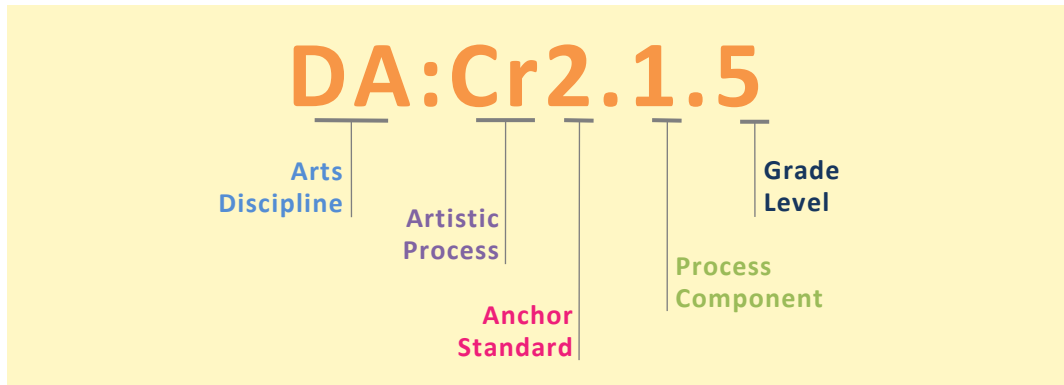 DA:Cr2.1.5
Arts
Discipline
Artistic
Process
Anchor
Standard
Process
Component
Grade
Level